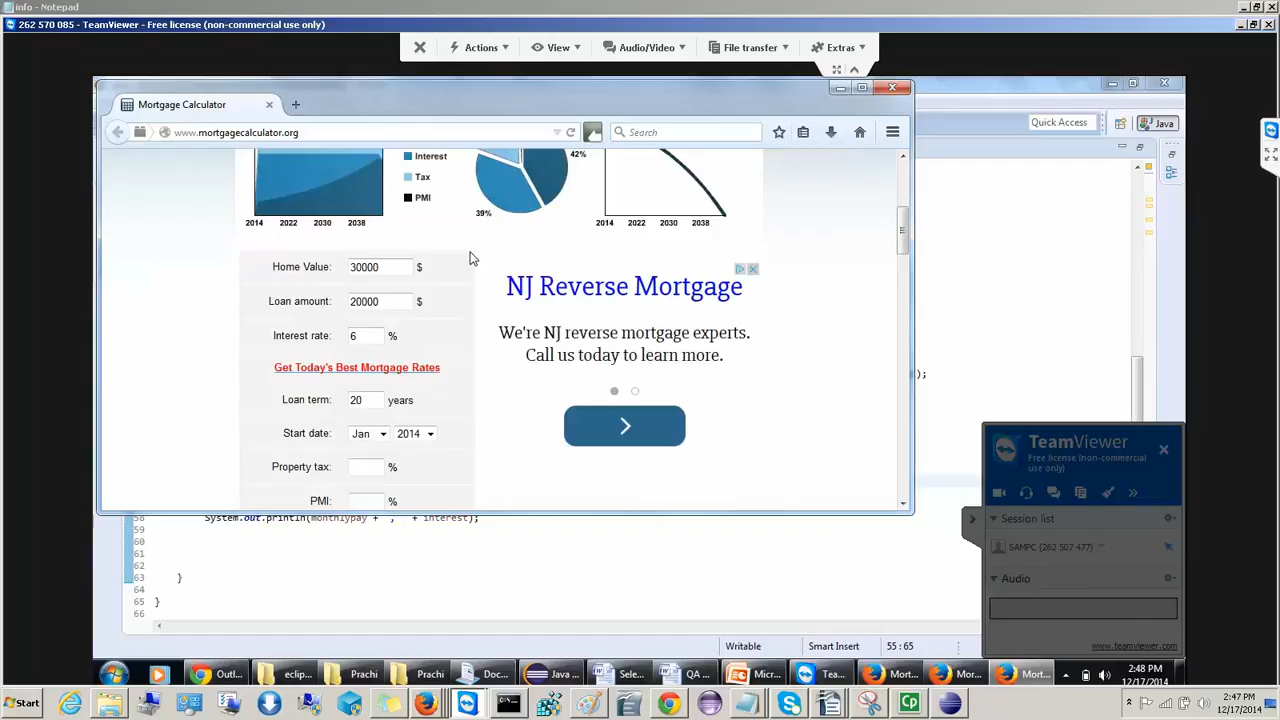 info - Notepad
262 570 085 - TeamViewer - Free license (non-commercial use only)
Actions View Audio/Video File transfer Extras
Mortgage Calculator
www.mortgagecalculator.org
Search
Quick Access
Java
Interest
Tax
PMI
42%
39%
2014 2022 2030 2038
2014 2022 2030 2038
Home Value: 30000 $
Loan amount: 20000 $
Interest rate: 6 %
Get Today's Best Mortgage Rates
Loan term: 20 years
Start date: Jan 2014
Property tax: %
PMI: %
NJ Reverse Mortgage
We're NJ reverse mortgage experts.
Call us today to learn more.
);
58 System.out.println(monthlypay + ", " + interest);
59
60
61
62
63 }
64
65 }
66
TeamViewer
Free license (non-commercial
use only)
Session list
SAMPC (262 507 477)
Audio
www.teamviewer.com
Writable Smart Insert 55 : 65
Outl... eclip... Prachi Prachi Doc... Java ... Sele... QA ... Micr... Tea... Mort... Mor... Mort...
2:48 PM
12/17/2014
Start
2:47 PM
12/17/2014